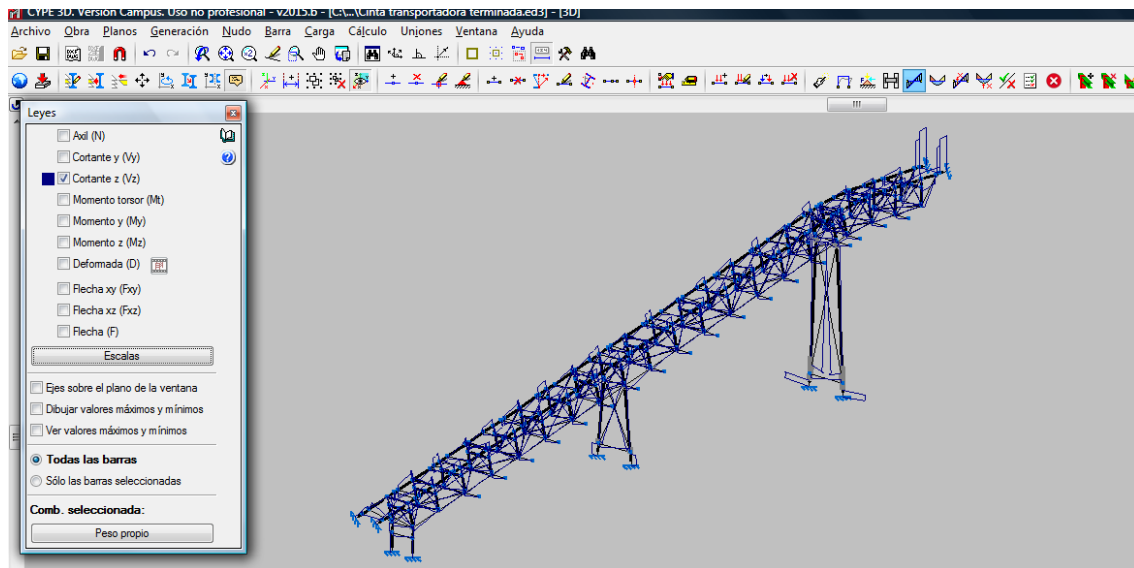 CYPE 3D. Versión Campus. Uso no profesional - v2015.b - [C:\...\Cinta transportadora terminada.ed3] - [3D]
Archivo Obra Planos Generación Nudo Barra Carga Cálculo Uniones Ventana Ayuda
Leyes
Axil (N)
Cortante y (Vy)
Cortante z (Vz)
Momento torsor (Mt)
Momento y (My)
Momento z (Mz)
Deformada (D)
Flecha xy (Fxy)
Flecha xz (Fxz)
Flecha (F)
Escalas
Ejes sobre el plano de la ventana
Dibujar valores máximos y mínimos
Ver valores máximos y mínimos
Todas las barras
Sólo las barras seleccionadas
Comb. seleccionada:
Peso propio